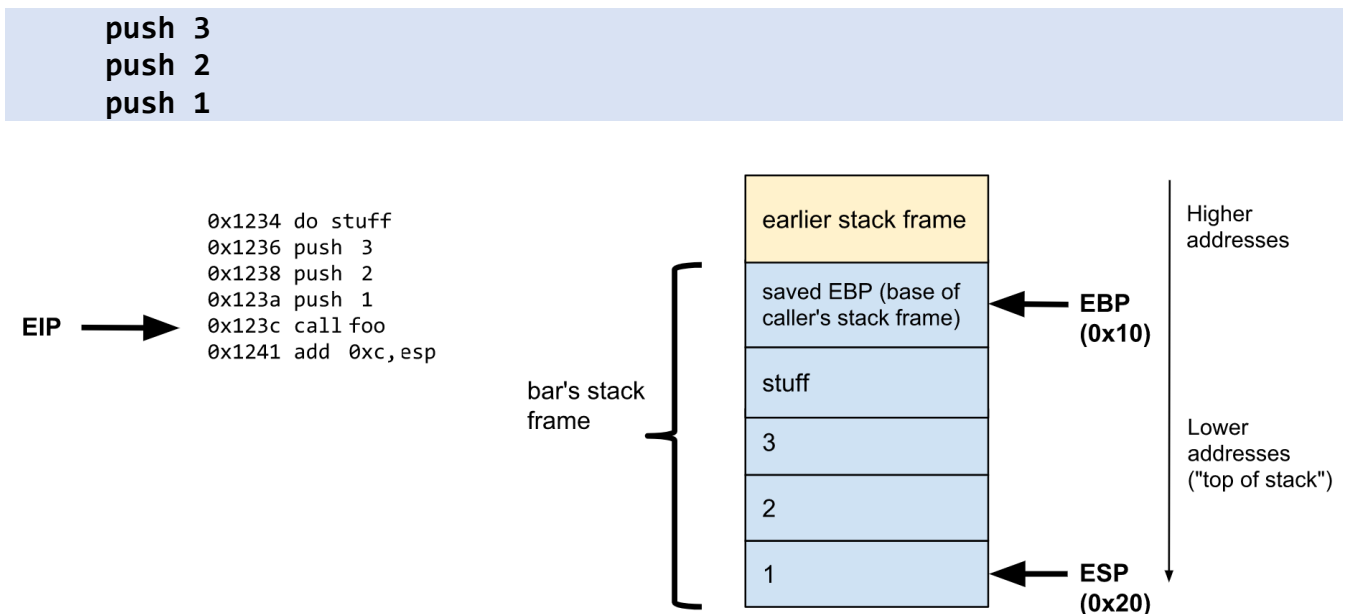 push 3
push 2
push 1
0x1234 do stuff
0x1236 push 3
0x1238 push 2
0x123a push 1
0x123c call foo
0x1241 add 0xc, esp
EIP
bar's stack
frame
earlier stack frame
saved EBP (base of
caller's stack frame)
stuff
3
2
1
EBP
(0x10)
ESP
(0x20)
Higher
addresses
Lower
addresses
("top of stack")